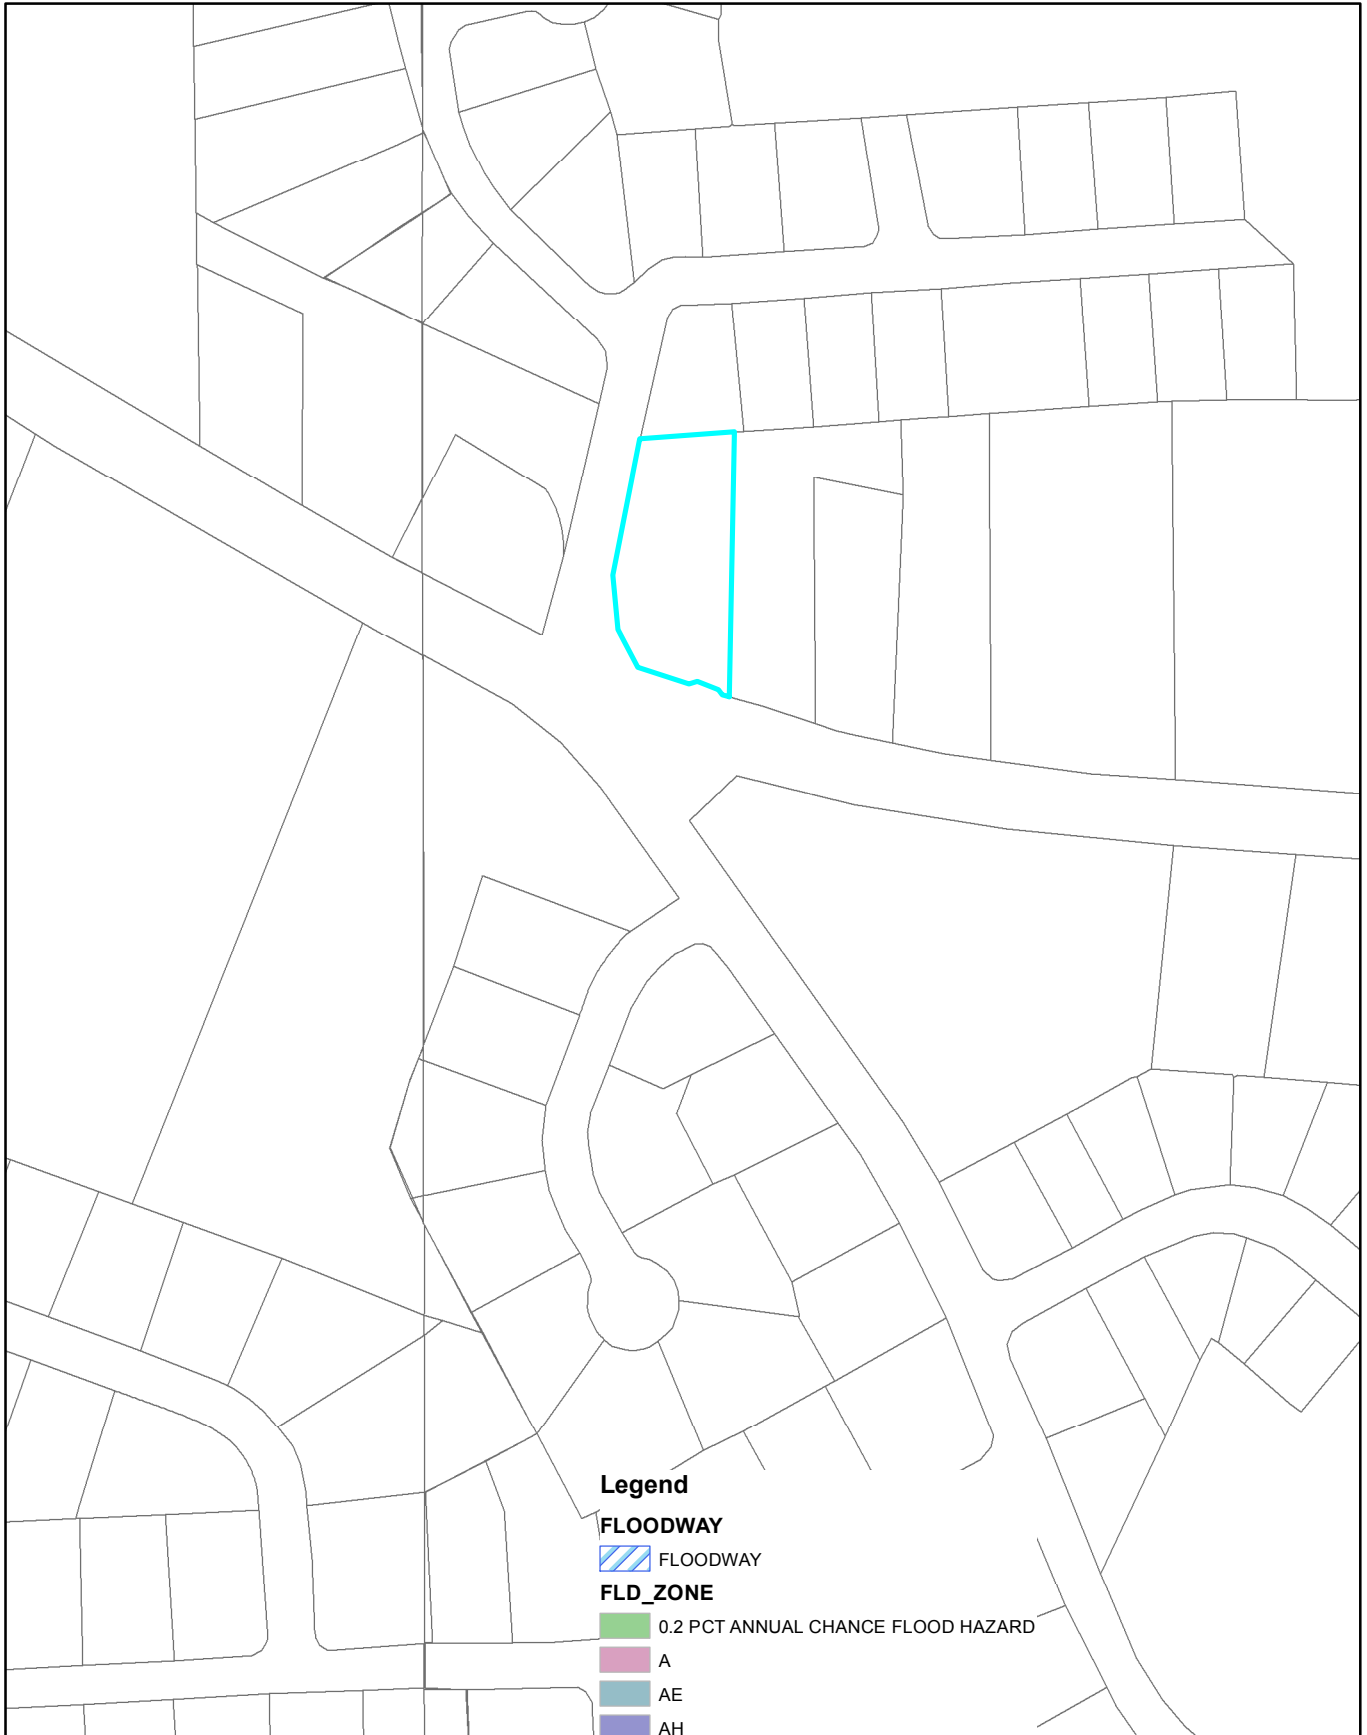 Legend
FLOODWAY
FLOODWAY
FLD_ZONE
0.2 PCT ANNUAL CHANCE FLOOD HAZARD
A
AE
AH